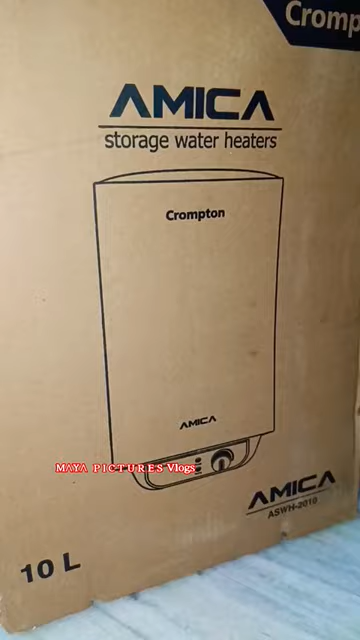 Cromp
AMICA
storage water heaters
Crompton
AMICA
MAYA PICTURES Vlogs
AMICA
ASWH-2010
10 L